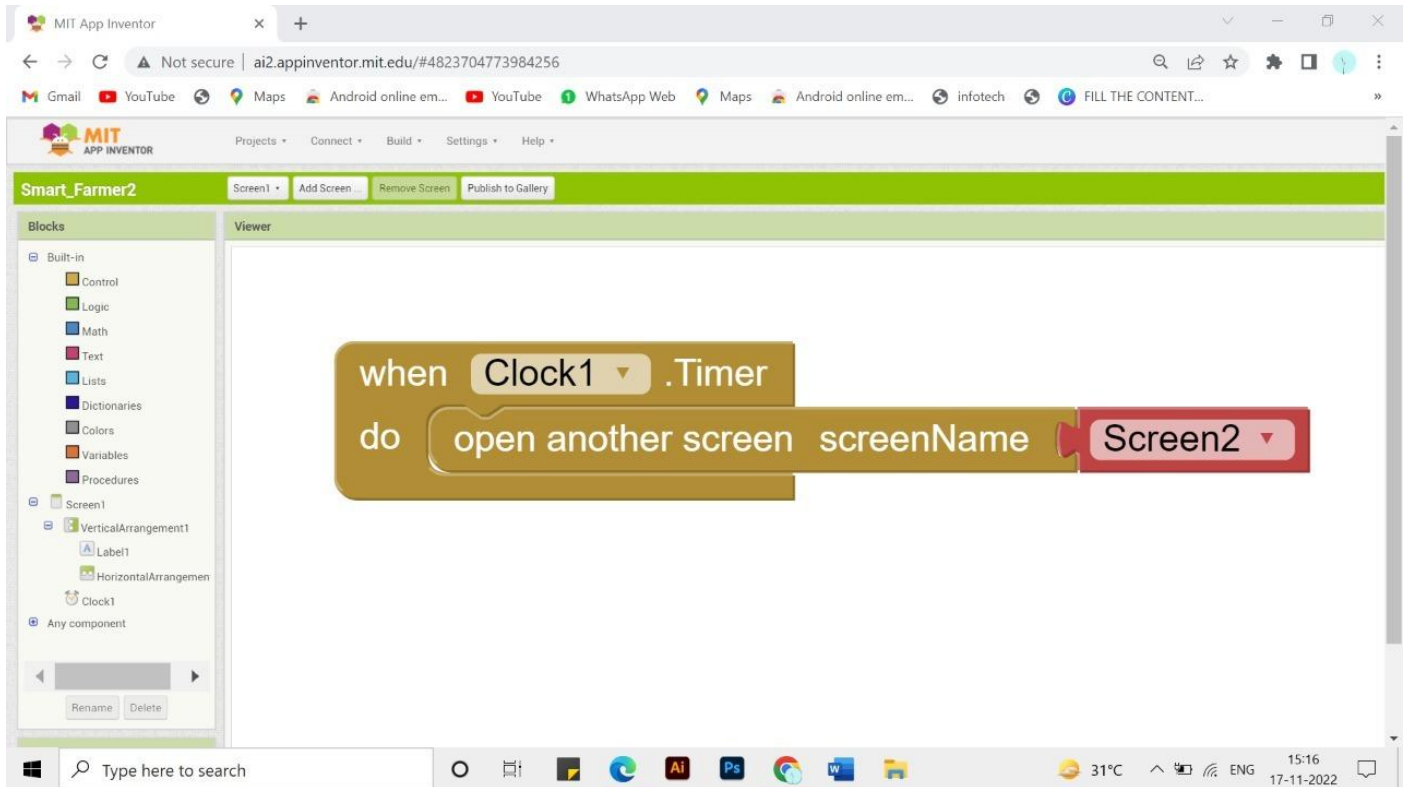 MIT App Inventor
Not secure | ai2.appinventor.mit.edu/#4823704773984256
Gmail YouTube Maps Android online em... YouTube WhatsApp Web Maps Android online em... infotech FILL THE CONTENT... »
MIT
APP INVENTOR
Projects Connect Build Settings Help
Smart_Farmer2 Screen1 Add Screen ... Remove Screen Publish to Gallery
Blocks Viewer
Built-in
Control
Logic
Math
Text
Lists
Dictionaries
Colors
Variables
Procedures
Screen1
VerticalArrangement1
Label1
HorizontalArrangemen
Clock1
Any component
when Clock1 .Timer
do open another screen screenName Screen2
Rename Delete
Type here to search Ai Ps W 31°C ENG 15:16
17-11-2022